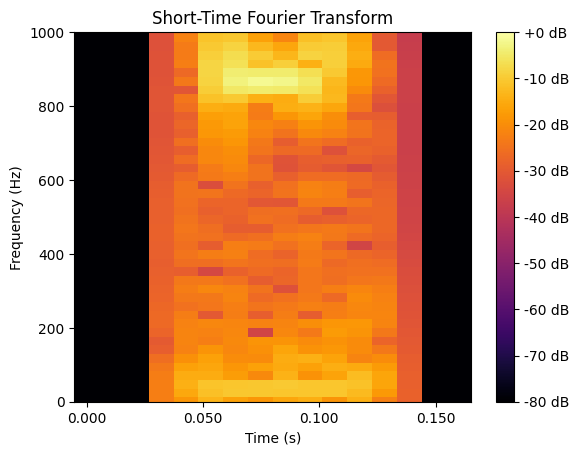 Short-Time Fourier Transform
1000
800
600
400
200
0
Frequency (Hz)
0.000
0.050
0.100
0.150
Time (s)
+0 dB
-10 dB
-20 dB
-30 dB
-40 dB
-50 dB
-60 dB
-70 dB
-80 dB